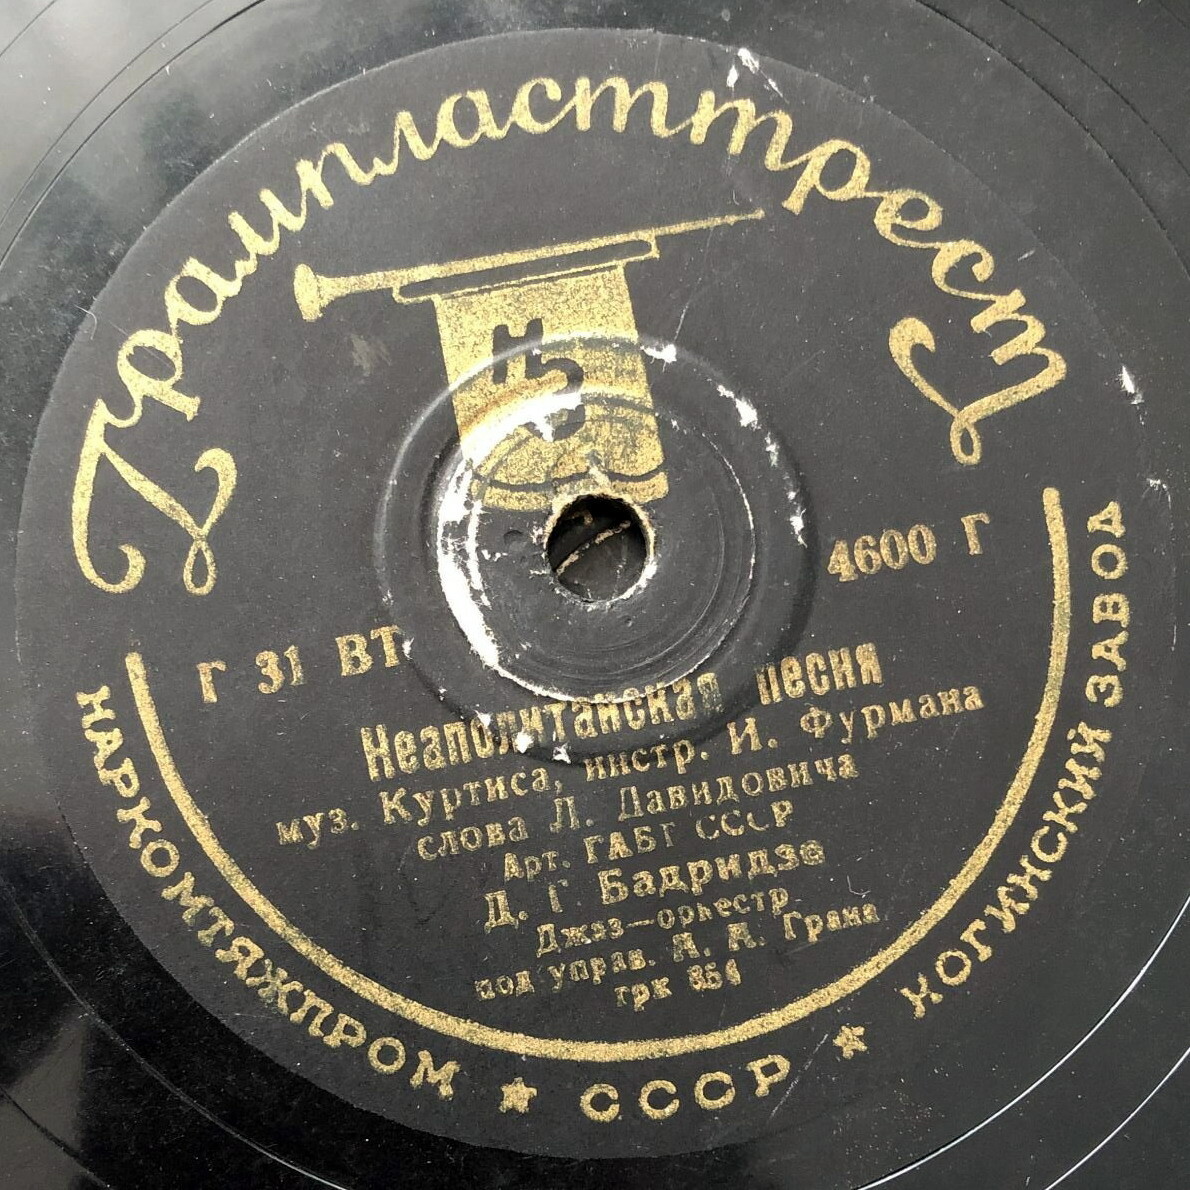 Грампласттрест
Г 31 ВТ
4600 Г
Неаполитанская песня
муз. Куртиса, инстр. И. Фурмана
слова Л. Давидовича
Арт. ГАБТ СССР
Д. Г. Бадридзе
Джаз-оркестр
под управ. А. Грана
грк 854
НАРКОМТЯЖПРОМ ★ СССР ★ НОГИНСКИЙ ЗАВОД